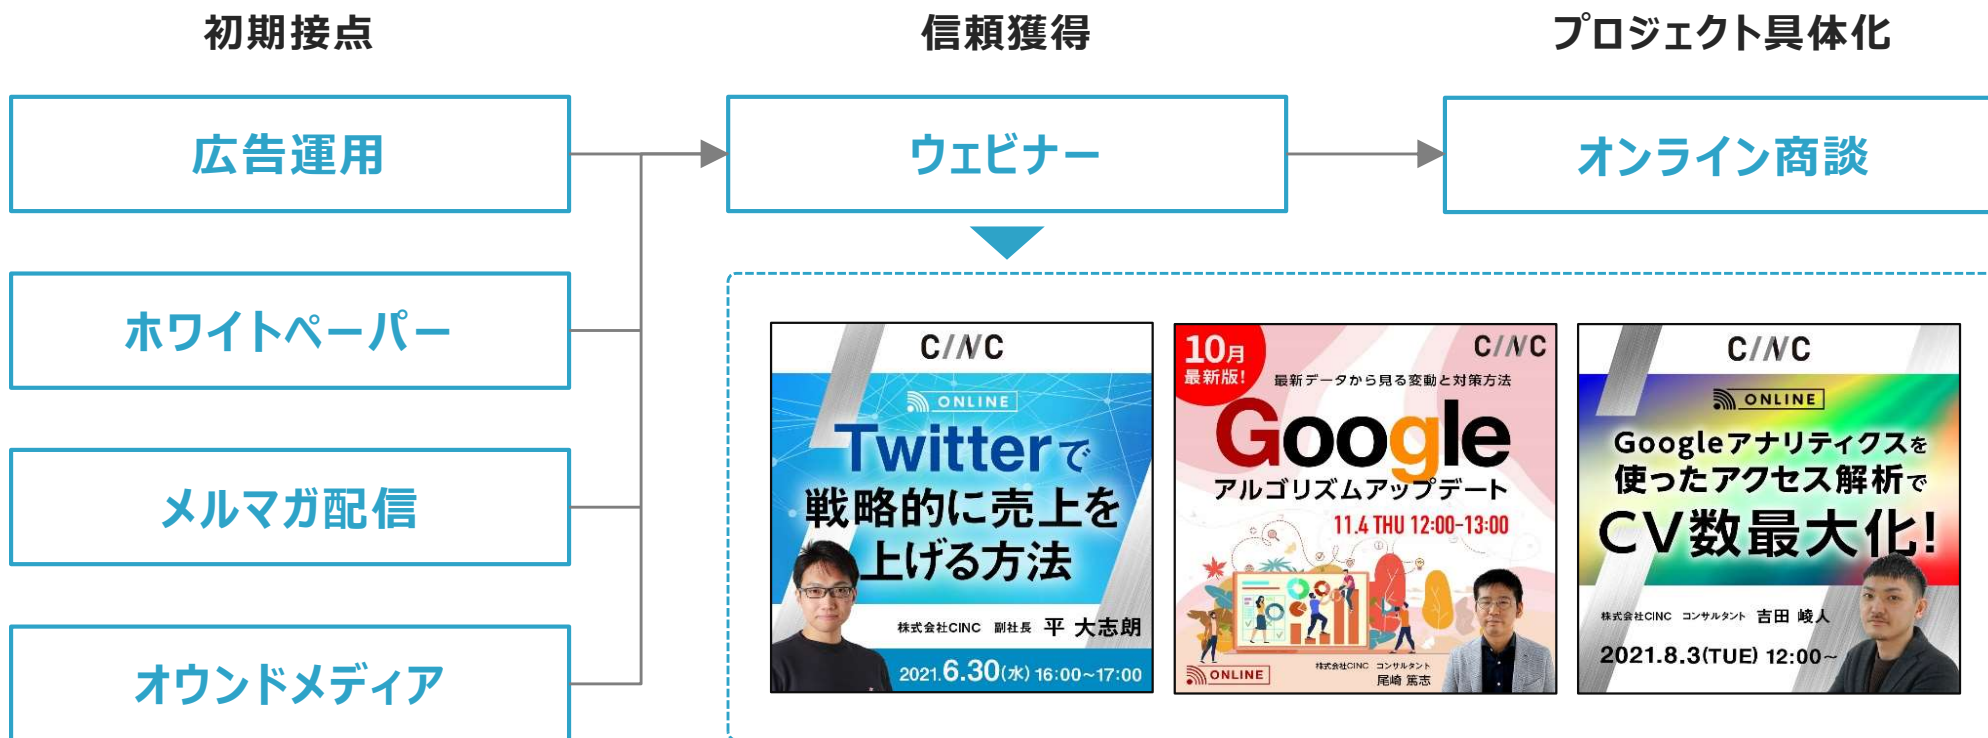 初期接点
信頼獲得
プロジェクト具体化
広告運用
ウェビナー
オンライン商談
ホワイトペーパー
メルマガ配信
オウンドメディア
CINC
ONLINE
Twitterで
戦略的に売上を
上げる方法
株式会社CINC 副社長 平 大志朗
2021.6.30(水) 16:00~17:00
10月
最新版!
CINC
最新データから見る変動と対策方法
Google
アルゴリズムアップデート
11.4 THU 12:00-13:00
ONLINE
株式会社CINC コンサルタント
尾崎 篤志
CINC
ONLINE
Googleアナリティクスを
使ったアクセス解析で
CV数最大化!
株式会社CINC コンサルタント 吉田 崚人
2021.8.3(TUE) 12:00~